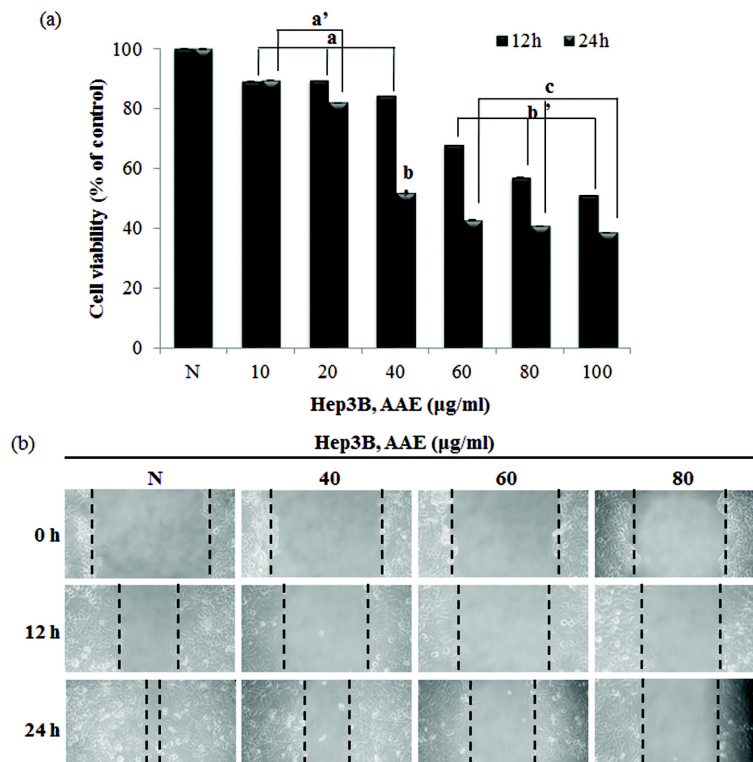 (a)
a’
a
12h 24h
c
b’
b
,
100
80
60
40
20
0
Cell viability (% of control)
N 10 20 40 60 80 100
Hep3B, AAE (µg/ml)
(b)
Hep3B, AAE (µg/ml)
N 40 60 80
0 h
12 h
24 h